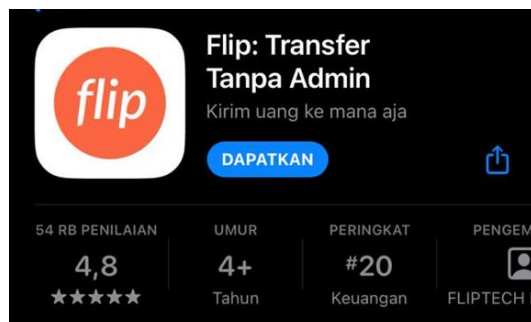 flip
Flip: Transfer
Tanpa Admin
Kirim uang ke mana aja
DAPATKAN
54 RB PENILAIAN
4,8
UMUR
4+
Tahun
PERINGKAT
#20
Keuangan
PENGEM
FLIPTECH